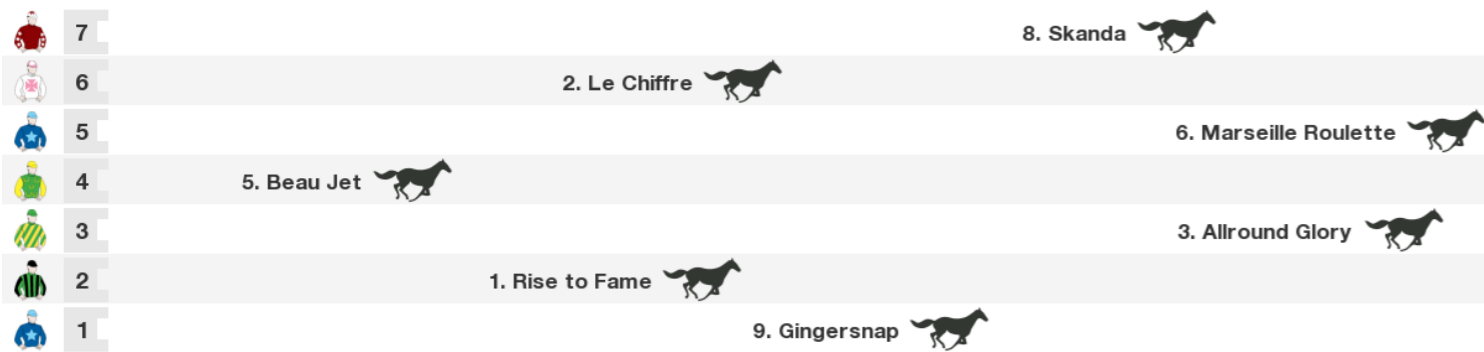 7 8. Skanda
6 2. Le Chiffre
5 6. Marseille Roulette
4 5. Beau Jet
3 3. Allround Glory
2 1. Rise to Fame
1 9. Gingersnap